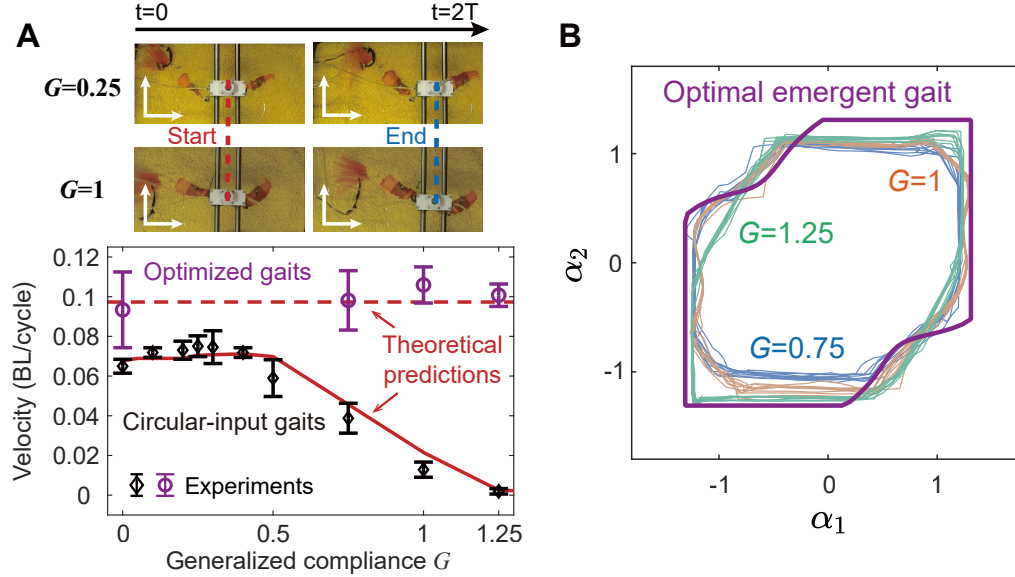 A
t=0
t=2T
G=0.25
Start
End
G=1
Velocity (BL/cycle)
0.12
0.1
0.08
0.06
0.04
0.02
0
Optimized gaits
Theoretical
predictions
Circular-input gaits
Experiments
0
0.5
1
1.25
Generalized compliance G
B
Optimal emergent gait
G=1
G=1.25
G=0.75
α₂
1
0
-1
-1
0
1
α₁